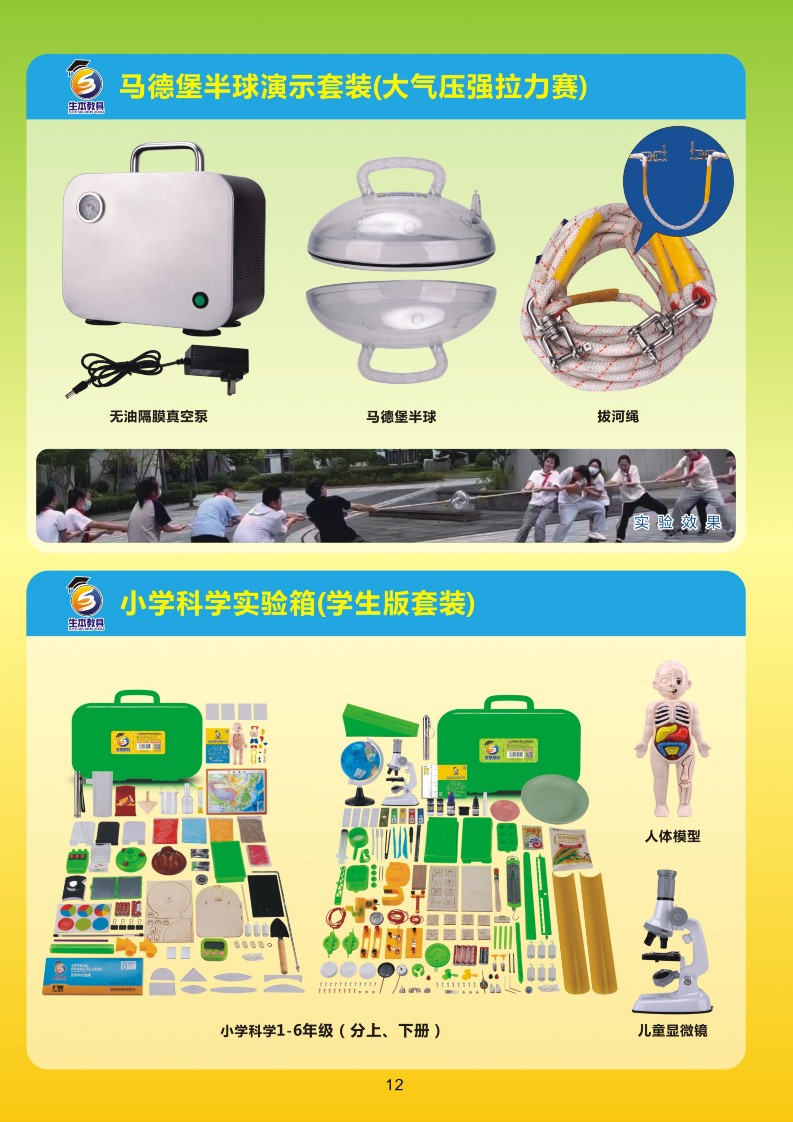 生本教具
马德堡半球演示套装(大气压强拉力赛)
无油隔膜真空泵
马德堡半球
拔河绳
实验效果
生本教具
小学科学实验箱(学生版套装)
人体模型
OPTICAL
PARALLEL LENS
小学科学1-6年级（分上、下册）
儿童显微镜
12